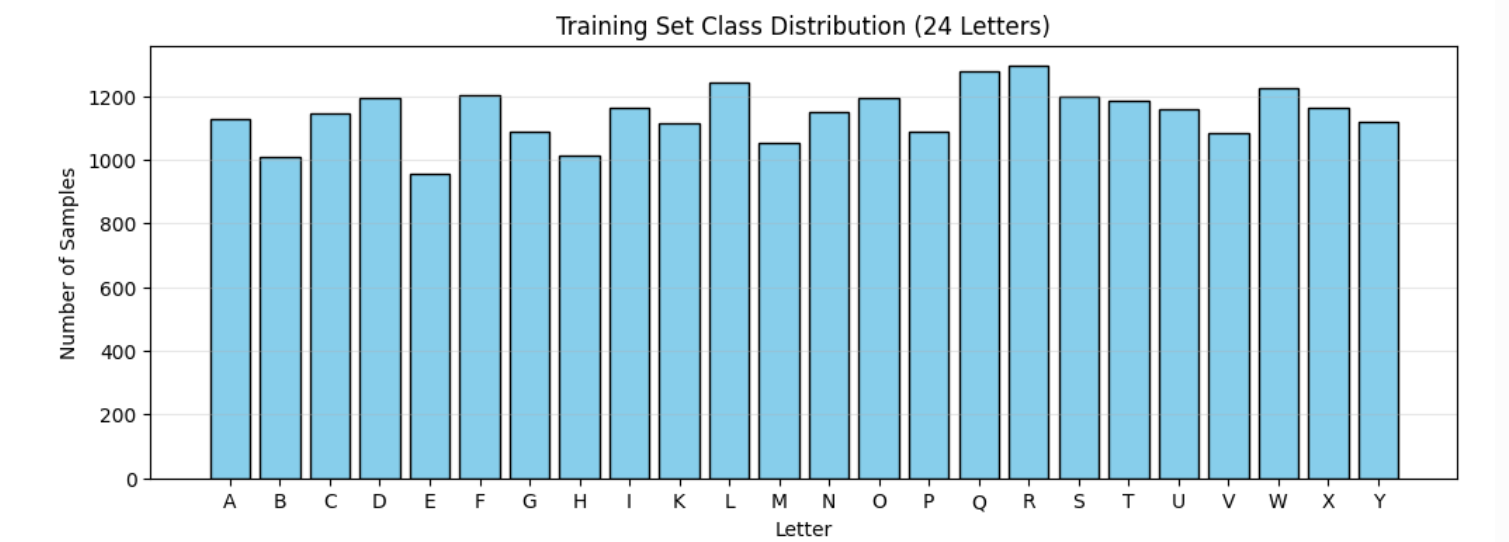 Training Set Class Distribution (24 Letters)
1200
1000
800
600
400
200
0
Number of Samples
A B C D E F G H I K L M N O P Q R S T U V W X Y
Letter